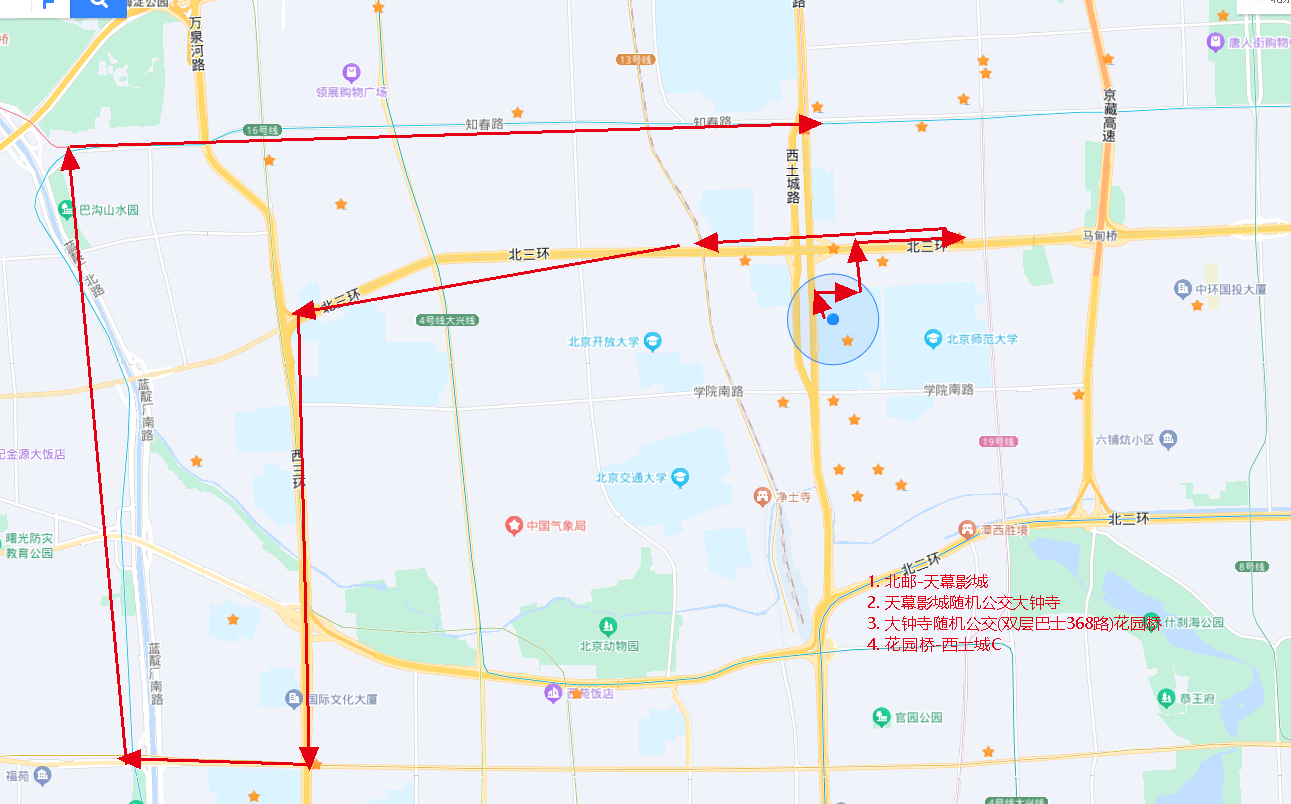 海淀公园
万泉河路
路
北京
桥
13号线
唐人街购物中
领展购物广场
京藏高速
知春路
知春路
16号线
西土城路
巴沟山水园
北三环
北三环
马甸桥
北路
中环国投大厦
北三环
4号线大兴线
北京开放大学
北京师范大学
蓝靛厂南路
学院南路
学院南路
19号线
六铺炕小区
纪金源大饭店
西三环
北京交通大学
净土寺
中国气象局
北二环
潭西胜境
曙光防灾
教育公园
北二环
8号线
1. 北邮-天幕影城
2. 天幕影城随机公交大钟寺
3. 大钟寺随机公交(双层巴士368路)花园桥
什刹海公园
4. 花园桥-西土城C
北京动物园
蓝靛厂南路
国际文化大厦
西苑饭店
恭王府
官园公园
福苑
4号线大兴线